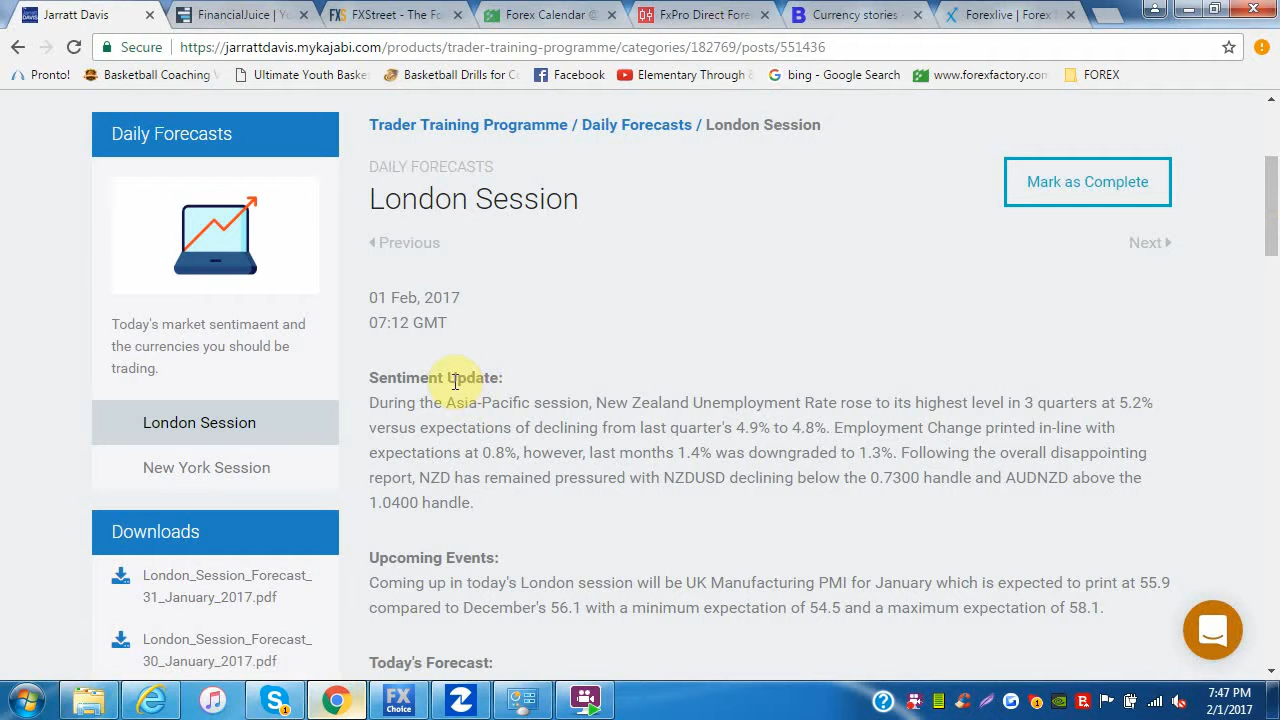 Jarratt Davis
FinancialJuice | Yo
FXStreet - The Fo
Forex Calendar @
FxPro Direct Fore
Currency stories
Forexlive | Forex
Secure https://jarrattdavis.mykajabi.com/products/trader-training-programme/categories/182769/posts/551436
Pronto! Basketball Coaching Ultimate Youth Baske Basketball Drills for Co Facebook Elementary Through Bing - Google Search www.forexfactory.com FOREX
Daily Forecasts
Today's market sentimaent and
the currencies you should be
trading.
London Session
New York Session
Downloads
London_Session_Forecast_
31_January_2017.pdf
London_Session_Forecast_
30_January_2017.pdf
Trader Training Programme / Daily Forecasts / London Session
DAILY FORECASTS
London Session
Mark as Complete
Previous
Next
01 Feb, 2017
07:12 GMT
Sentiment Update:
During the Asia-Pacific session, New Zealand Unemployment Rate rose to its highest level in 3 quarters at 5.2%
versus expectations of declining from last quarter's 4.9% to 4.8%. Employment Change printed in-line with
expectations at 0.8%, however, last months 1.4% was downgraded to 1.3%. Following the overall disappointing
report, NZD has remained pressured with NZDUSD declining below the 0.7300 handle and AUDNZD above the
1.0400 handle.
Upcoming Events:
Coming up in today's London session will be UK Manufacturing PMI for January which is expected to print at 55.9
compared to December's 56.1 with a minimum expectation of 54.5 and a maximum expectation of 58.1.
Today's Forecast:
FX
Choice
7:47 PM
2/1/2017